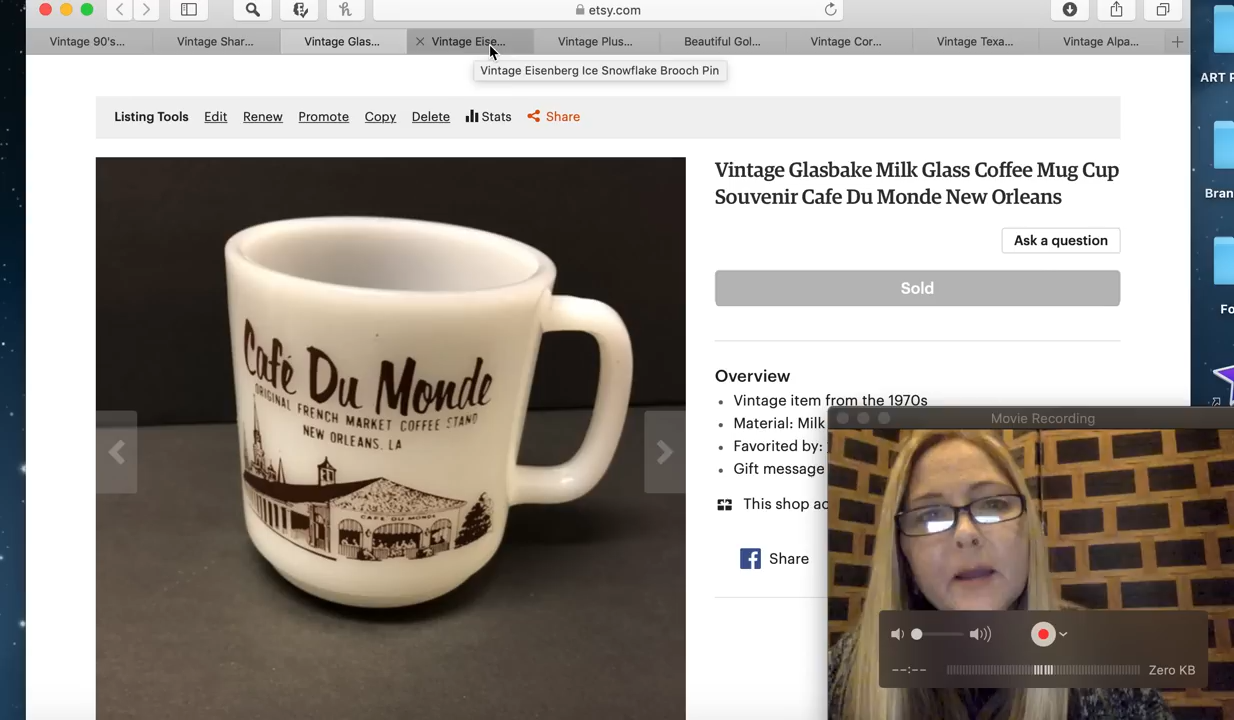 etsy.com
Vintage 90's...
Vintage Shar...
Vintage Glas...
Vintage Eise...
Vintage Plus...
Beautiful Gol...
Vintage Cor...
Vintage Texa...
Vintage Alpa...
Vintage Eisenberg Ice Snowflake Brooch Pin
ART P
Listing Tools
Edit
Renew
Promote
Copy
Delete
Stats
Share
Vintage Glasbake Milk Glass Coffee Mug Cup
Souvenir Cafe Du Monde New Orleans
Bran
Ask a question
Sold
Fo
Overview
Vintage item from the 1970s
Material: Milk
Favorited by:
Gift message
This shop ac
Share
Café Du Monde
ORIGINAL FRENCH MARKET COFFEE STAND
NEW ORLEANS, LA
CAFE DU MONDE
Movie Recording
--:--
Zero KB